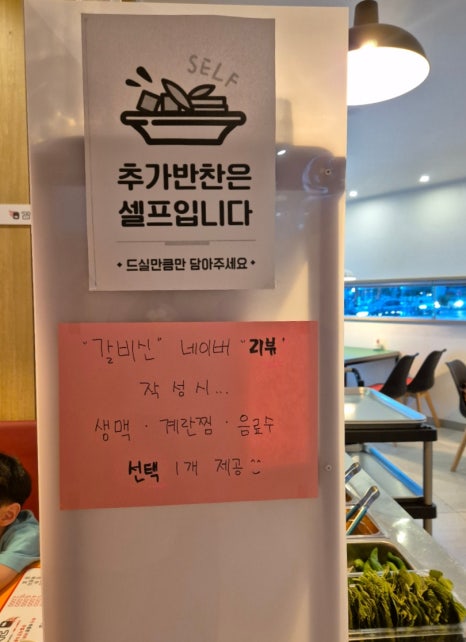 SELF
추가반찬은
셀프입니다
• 드실만큼만 담아주세요 •
"갈비신" 네이버 "리뷰"
작성시...
생맥 · 계란찜 · 음료수
선택 1개 제공